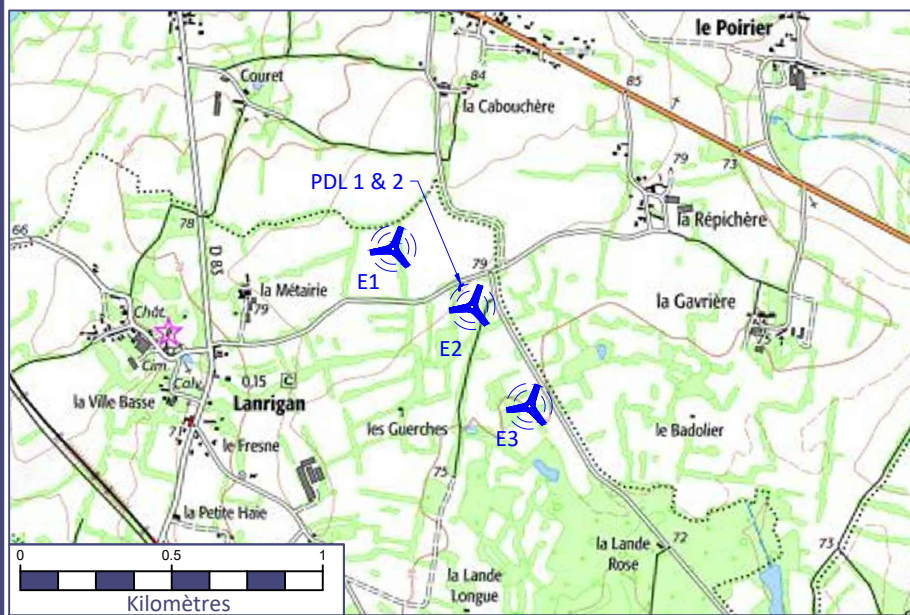 le Poirier
Couret
84
la Cabouchère
85
79
73
PDL 1 & 2
la Répichère
78
66
D 83
E1
79
la Métairie
79
la Gavrière
Chât.
E2
75
Cim.
Calv.
0,15 C
la Ville Basse
Lanrigan
E3
les Guerches
le Badolier
71
le Fresne
75
la Petite Haie
72
73
la Lande
Rose
la Lande
Longue
0 0.5 1
Kilomètres